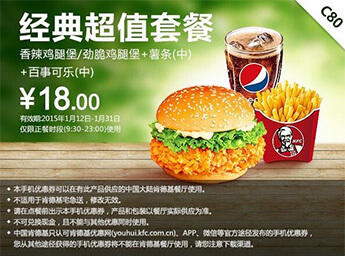 C80
经典超值套餐
香辣鸡腿堡/劲脆鸡腿堡+薯条(中)
+百事可乐(中)
¥18.00
有效期2015年1月12日-1月31日
仅限正餐时段(9:30-23:00)使用
pepsi
KFC
● 本手机优惠券可以在有此产品供应的中国大陆肯德基餐厅使用。
● 不适用于肯德基宅急送，修改无效。
● 请在点餐前出示本手机优惠券，产品和包装以餐厅实际供应为准。
● 不可兑换现金，且不能与其他优惠同时使用。
● 中国肯德基只认可肯德基优惠网(youhui.kfc.com.cn)、APP、微信等官方途径发布的手机优惠券，
您从其他途径获得的手机优惠券将不能在肯德基餐厅使用，请您注意下载渠道。